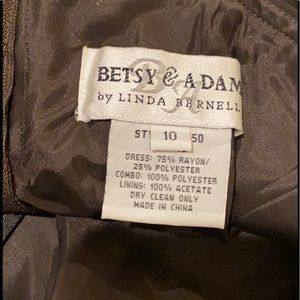 BETSY & ADAM
by LINDA BERNELL
10
50
DRESS: 75% RAYON/
25% POLYESTER
COMBO: 100% POLYESTER
LINING: 100% ACETATE
DRY CLEAN ONLY
MADE IN CHINA